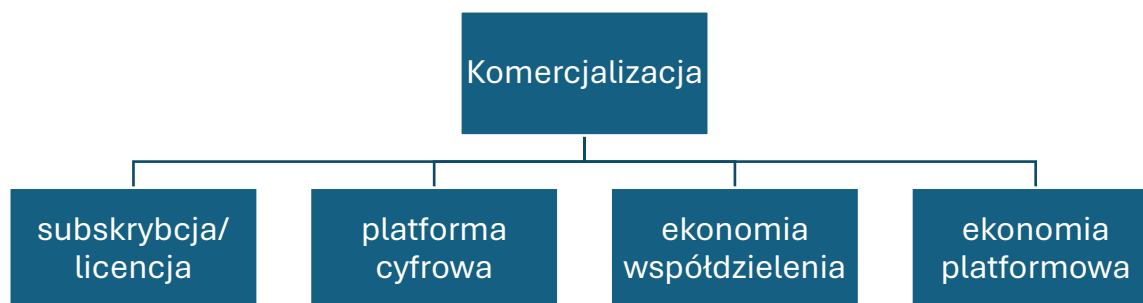 Komercjalizacja
subskrybcja/
licencja
platforma
cyfrowa
ekonomia
współdzielenia
ekonomia
platformowa